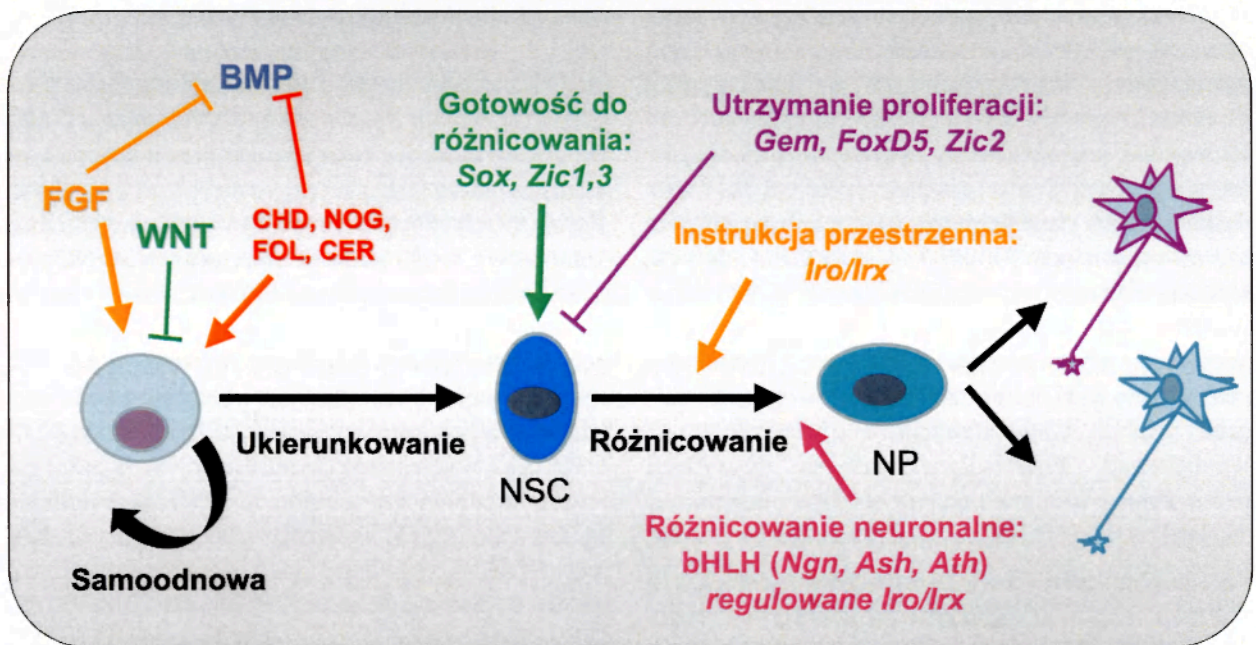 BMP
FGF
WNT
CHD, NOG,
FOL, CER
Gotowość do
różnicowania:
Sox, Zic1,3
Utrzymanie proliferacji:
Gem, FoxD5, Zic2
Instrukcja przestrzenna:
Iro/Irx
Ukierunkowanie
NSC
Różnicowanie
NP
Samoodnowa
Różnicowanie neuronalne:
bHLH (Ngn, Ash, Ath)
regulowane Iro/Irx